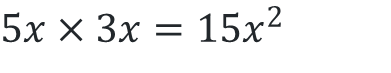 5x × 3x = 15x²